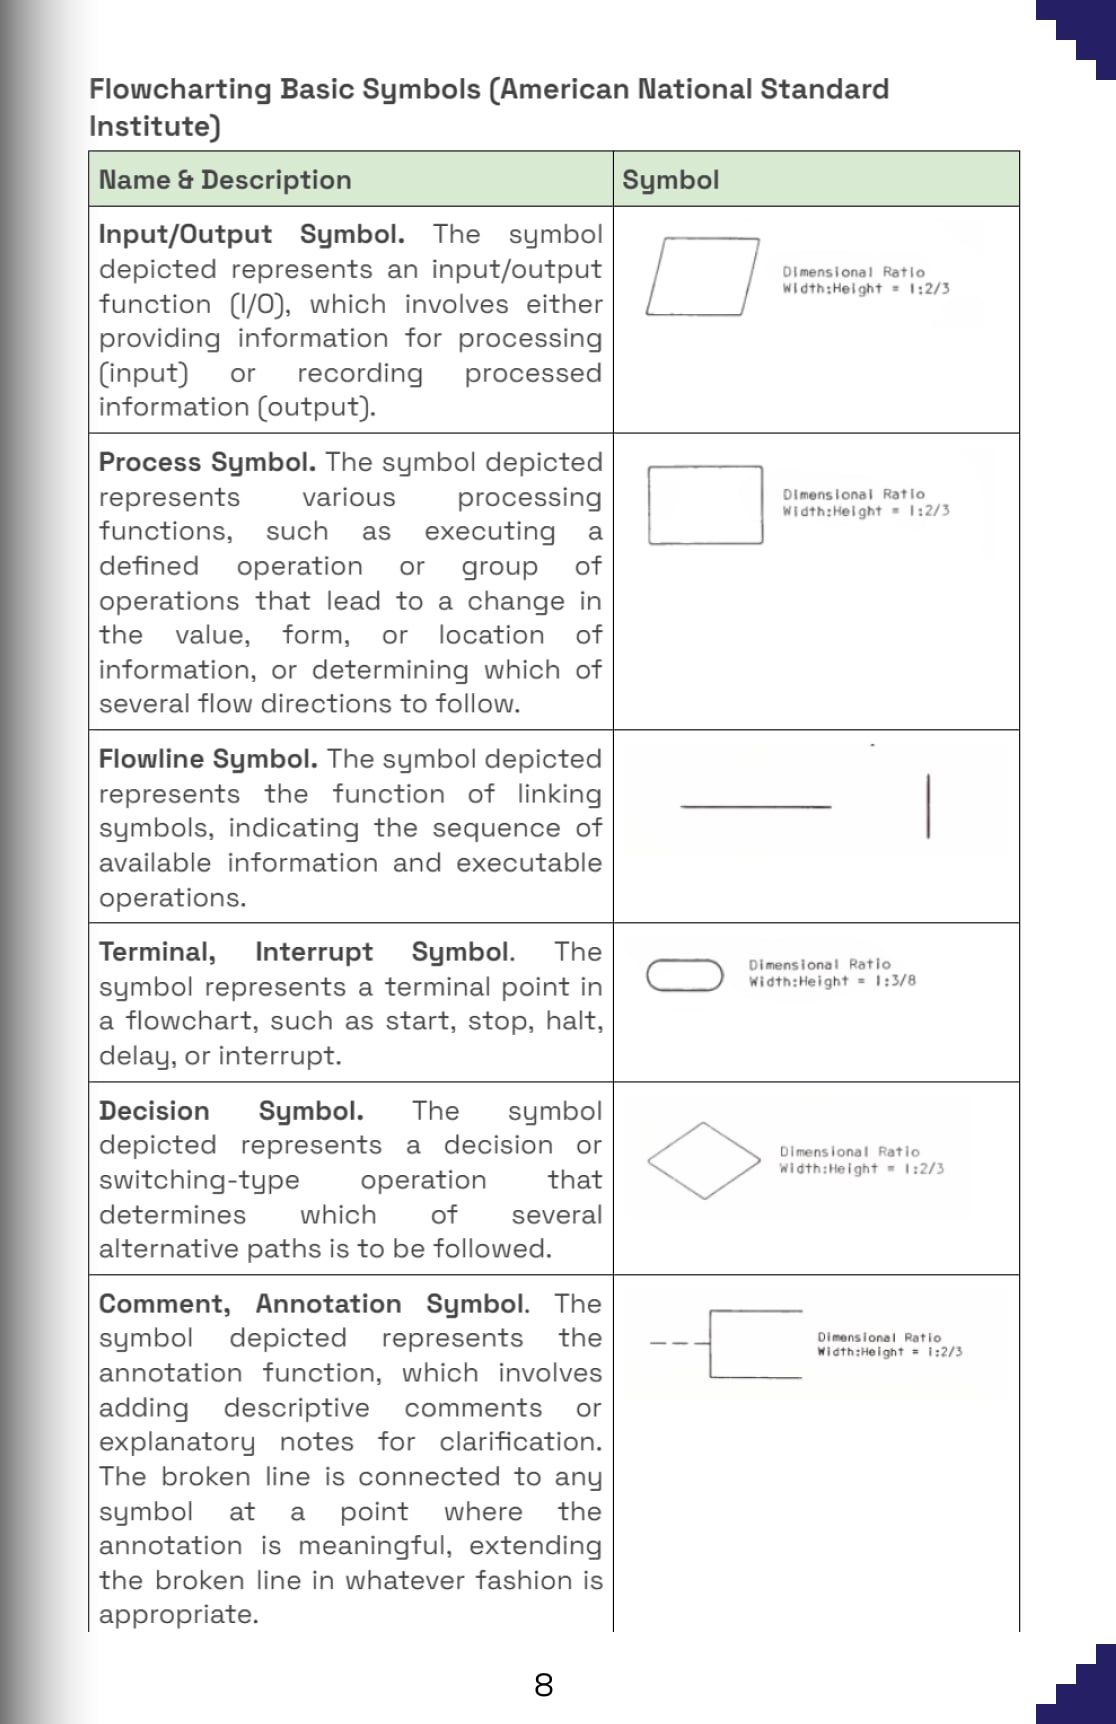 Flowcharting Basic Symbols (American National Standard
Institute)
Name & Description
Symbol
Input/Output Symbol. The symbol
depicted represents an input/output
function (I/O), which involves either
providing information for processing
(input) or recording processed
information (output).
Dimensional Ratio
Width:Height = 1:2/3
Process Symbol. The symbol depicted
represents various processing
functions, such as executing a
defined operation or group of
operations that lead to a change in
the value, form, or location of
information, or determining which of
several flow directions to follow.
Dimensional Ratio
Width:Height = 1:2/3
Flowline Symbol. The symbol depicted
represents the function of linking
symbols, indicating the sequence of
available information and executable
operations.
Terminal, Interrupt Symbol. The
symbol represents a terminal point in
a flowchart, such as start, stop, halt,
delay, or interrupt.
Dimensional Ratio
Width:Height = 1:3/8
Decision Symbol. The symbol
depicted represents a decision or
switching-type operation that
determines which of several
alternative paths is to be followed.
Dimensional Ratio
Width:Height = 1:2/3
Comment, Annotation Symbol. The
symbol depicted represents the
annotation function, which involves
adding descriptive comments or
explanatory notes for clarification.
The broken line is connected to any
symbol at a point where the
annotation is meaningful, extending
the broken line in whatever fashion is
appropriate.
Dimensional Ratio
Width:Height = 1:2/3
8